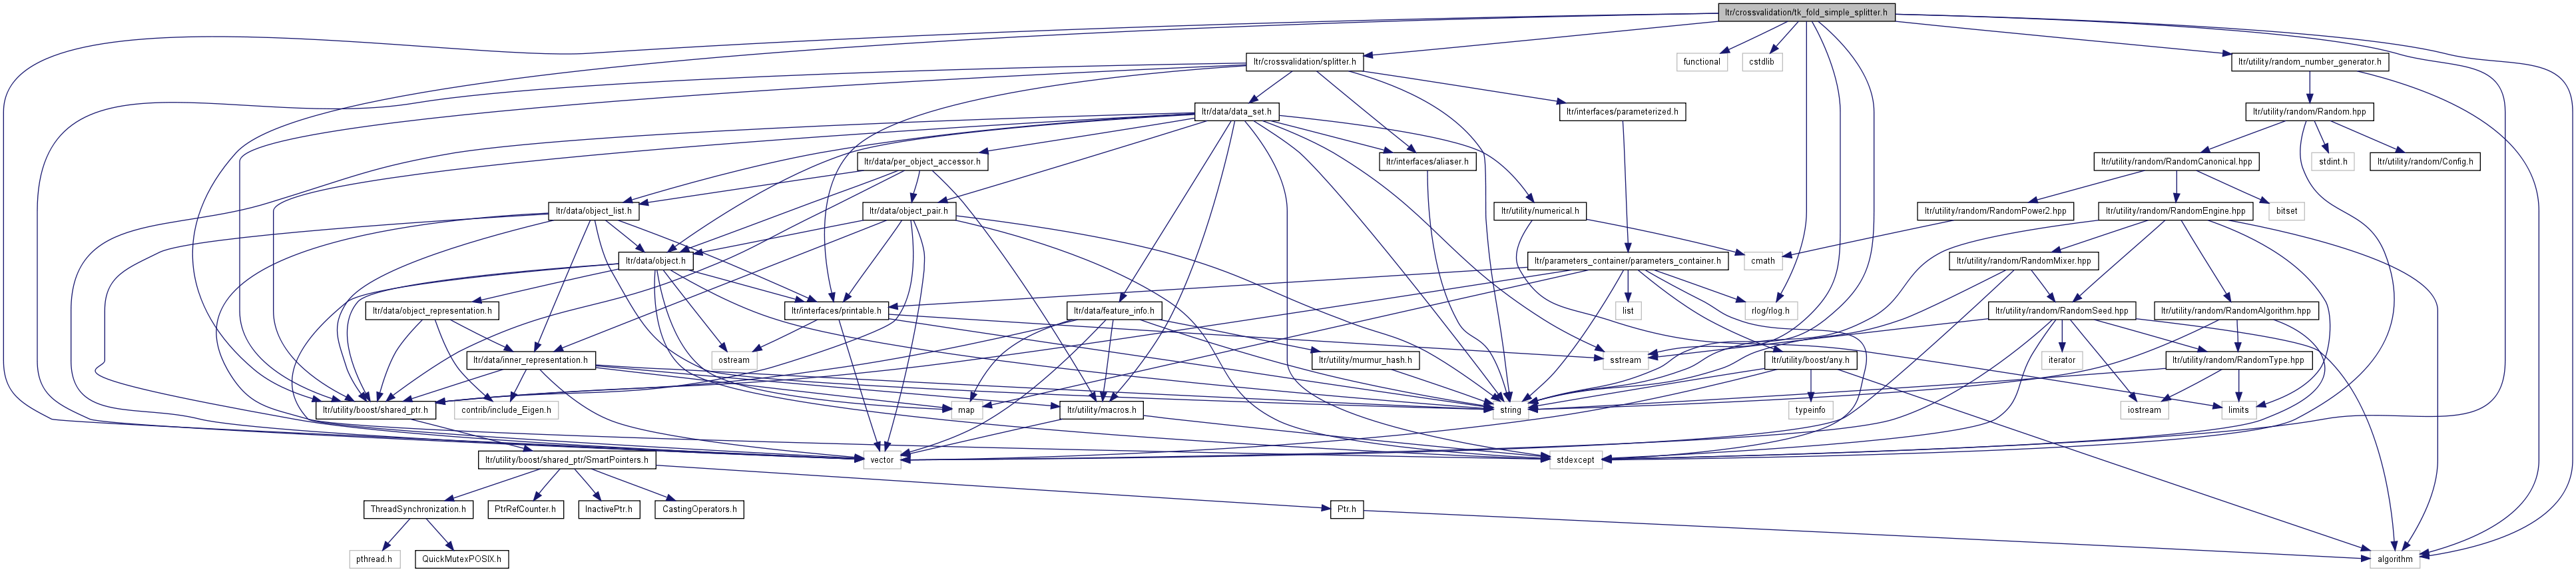 ltr/crossvalidation/tk_fold_simple_splitter.h
ltr/crossvalidation/splitter.h
functional
cstdlib
ltr/utility/random_number_generator.h
ltr/data/data_set.h
ltr/interfaces/parameterized.h
ltr/utility/random/Random.hpp
ltr/data/per_object_accessor.h
ltr/interfaces/aliaser.h
ltr/utility/random/RandomCanonical.hpp
stdint.h
ltr/utility/random/Config.h
ltr/data/object_list.h
ltr/data/object_pair.h
ltr/utility/numerical.h
ltr/utility/random/RandomPower2.hpp
ltr/utility/random/RandomEngine.hpp
bitset
ltr/data/object.h
ltr/parameters_container/parameters_container.h
cmath
ltr/utility/random/RandomMixer.hpp
ltr/data/object_representation.h
ltr/interfaces/printable.h
ltr/data/feature_info.h
list
rlog/rlog.h
ltr/utility/random/RandomSeed.hpp
ltr/utility/random/RandomAlgorithm.hpp
ltr/data/inner_representation.h
ostream
ltr/utility/murmur_hash.h
sstream
ltr/utility/boost/any.h
iterator
ltr/utility/random/RandomType.hpp
ltr/utility/boost/shared_ptr.h
contrib/include_Eigen.h
map
ltr/utility/macros.h
string
typeinfo
iostream
limits
ltr/utility/boost/shared_ptr/SmartPointers.h
vector
stdexcept
ThreadSynchronization.h
PtrRefCounter.h
InactivePtr.h
CastingOperators.h
Ptr.h
pthread.h
QuickMutexPOSIX.h
algorithm